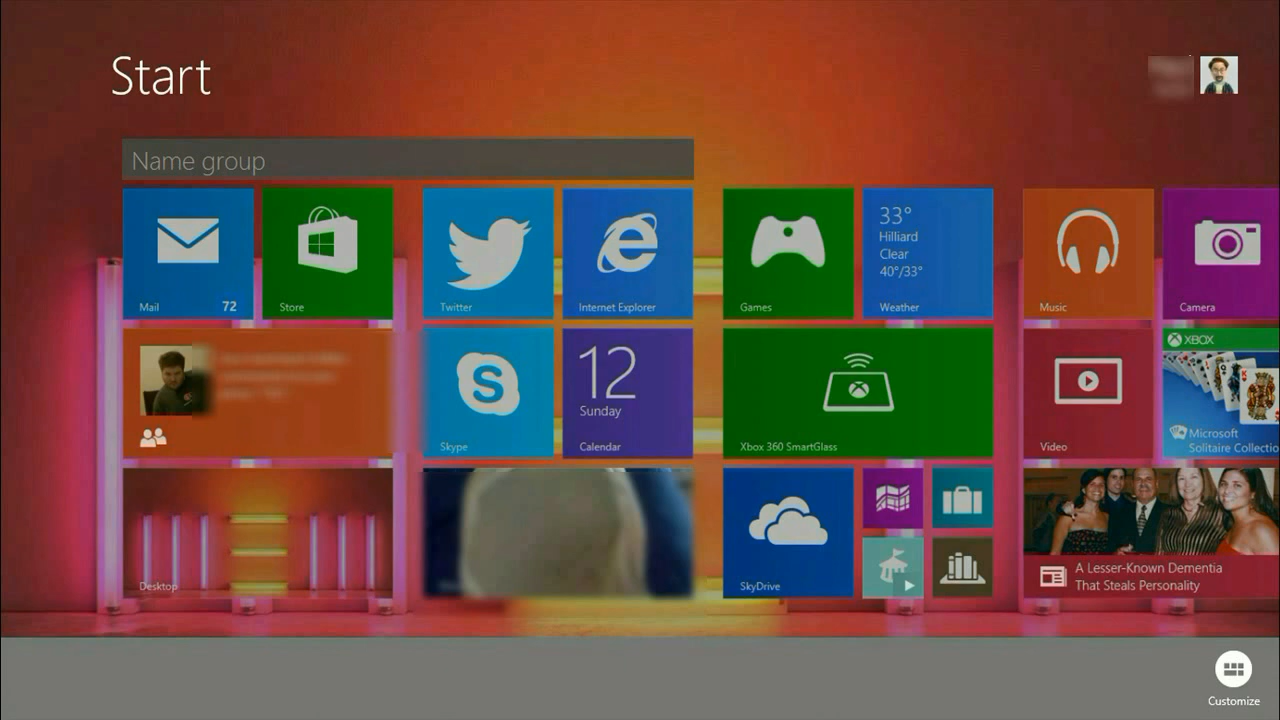 Start
Name group
Mail 72
Store
Twitter
Internet Explorer
Games
33°
Hilliard
Clear
40°/33°
Weather
Music
Camera
Skype
12
Sunday
Calendar
Xbox 360 SmartGlass
Video
XBOX
Microsoft
Solitaire Collectio
Desktop
SkyDrive
A Lesser-Known Dementia
That Steals Personality
Customize